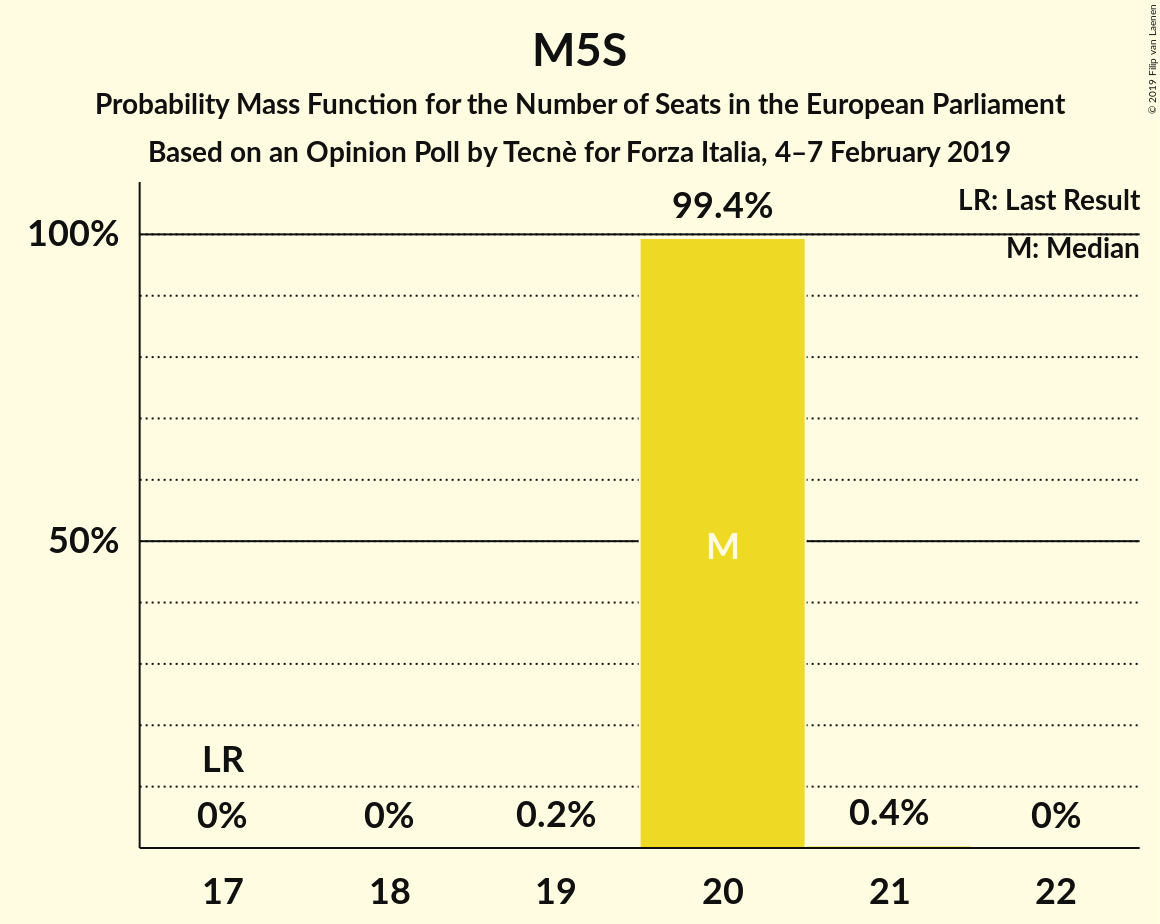 M5S
Probability Mass Function for the Number of Seats in the European Parliament
Based on an Opinion Poll by Tecnè for Forza Italia, 4–7 February 2019
© 2019 Filip van Laenen
LR: Last Result
M: Median
99.4%
100%
50%
M
LR
0%
0%
0.2%
0.4%
0%
17
18
19
20
21
22